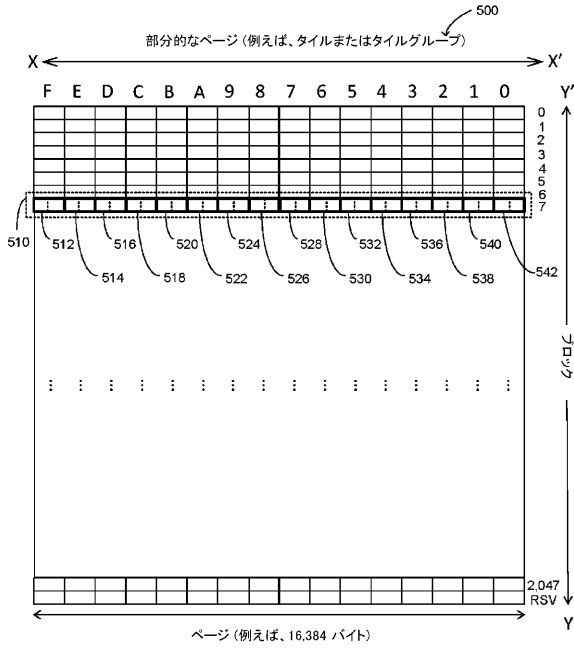 500
部分的なページ (例えば、タイルまたはタイルグループ)
X X′
F E D C B A 9 8 7 6 5 4 3 2 1 0 Y′
0
1
2
3
4
5
6
7
510 512 516 520 524 528 532 536 540
514 518 522 526 530 534 538 542
ブロック
⋮ ⋮ ⋮ ⋮ ⋮ ⋮ ⋮ ⋮ ⋮ ⋮ ⋮ ⋮ ⋮ ⋮ ⋮ ⋮
2,047
RSV
Y
ページ (例えば、16,384 バイト)